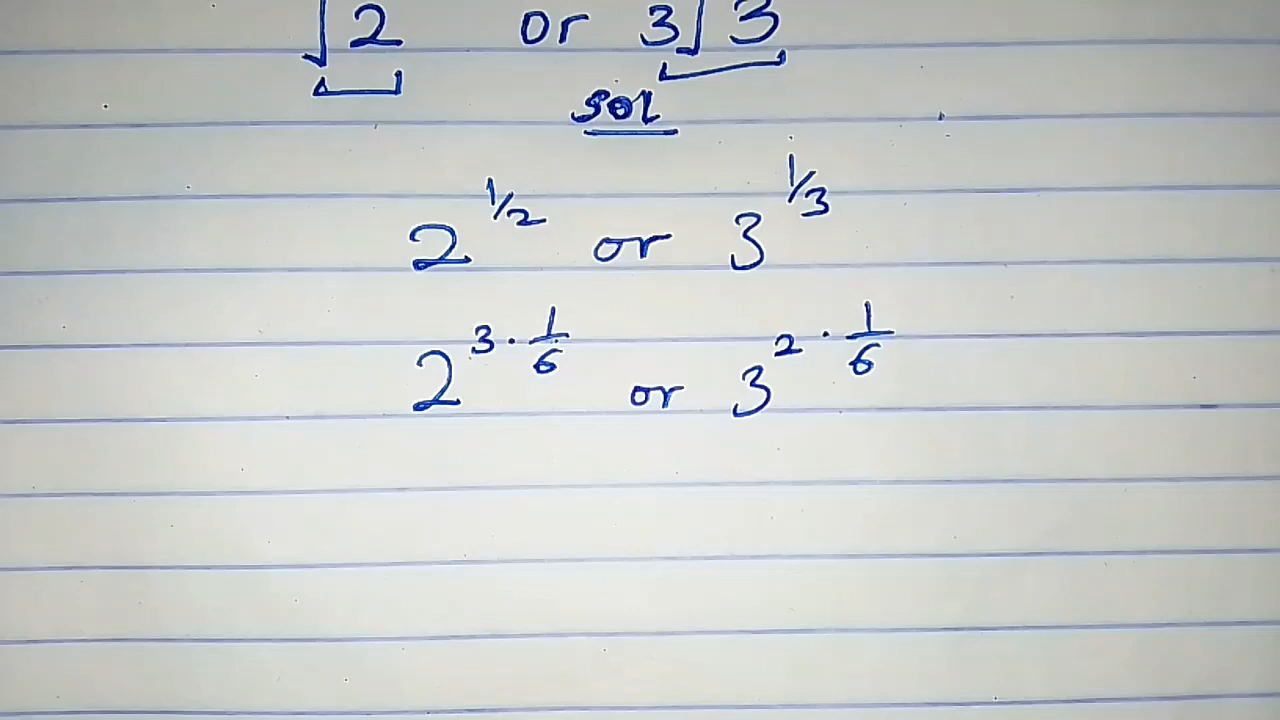 √2 or 3√3
sol
2^1/2 or 3^1/3
2^3·1/6 or 3^2·1/6